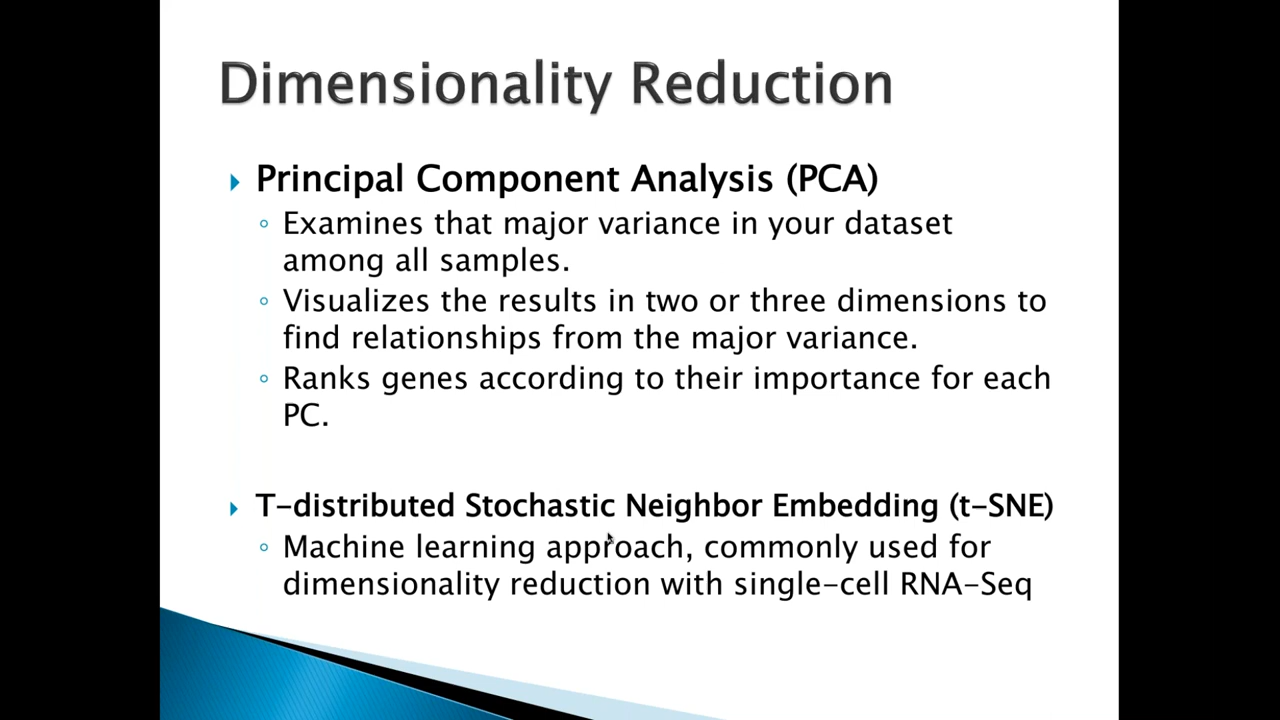 Dimensionality Reduction
Principal Component Analysis (PCA)
Examines that major variance in your dataset
among all samples.
Visualizes the results in two or three dimensions to
find relationships from the major variance.
Ranks genes according to their importance for each
PC.
T-distributed Stochastic Neighbor Embedding (t-SNE)
Machine learning approach, commonly used for
dimensionality reduction with single-cell RNA-Seq